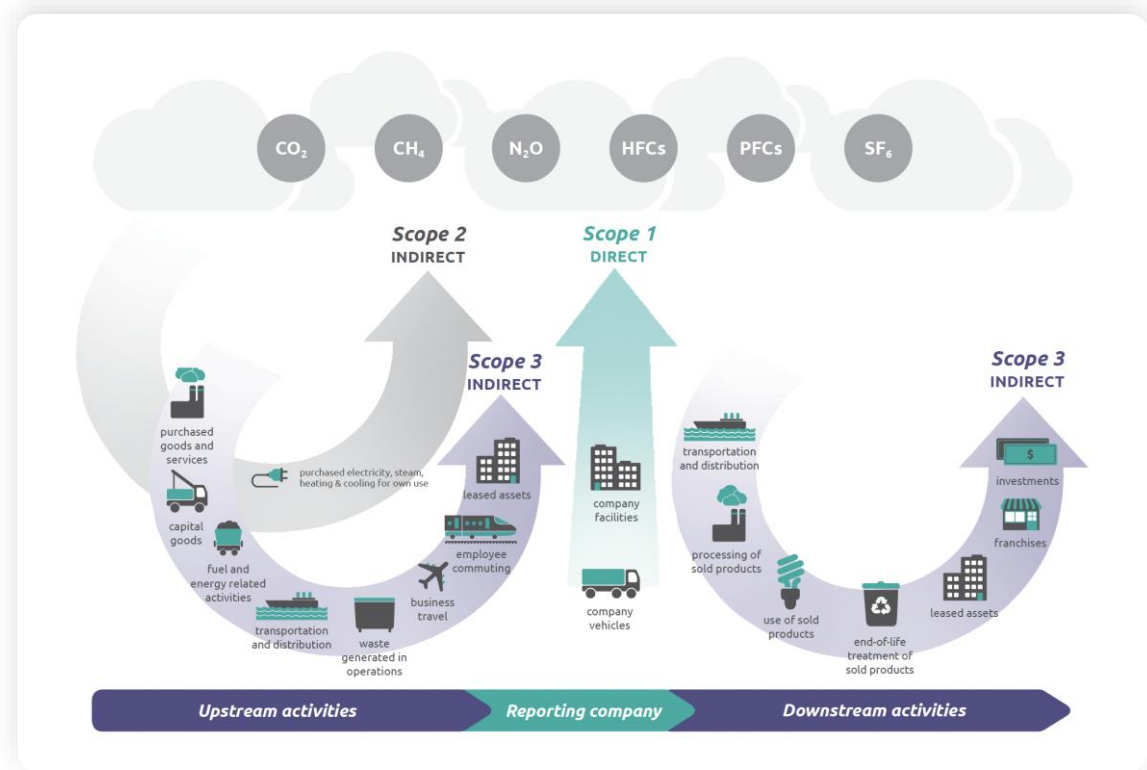 CO₂
CH₄
N₂O
HFCs
PFCs
SF₆
Scope 2
INDIRECT
Scope 1
DIRECT
Scope 3
INDIRECT
Scope 3
INDIRECT
purchased
goods and
services
capital
goods
fuel and
energy related
activities
purchased electricity, steam,
heating & cooling for own use
transportation
and distribution
waste
generated in
operations
business
travel
employee
commuting
leased assets
company
facilities
company
vehicles
transportation
and distribution
processing of
sold products
use of sold
products
end-of-life
treatment of
sold products
leased assets
franchises
$
investments
Upstream activities
Reporting company
Downstream activities